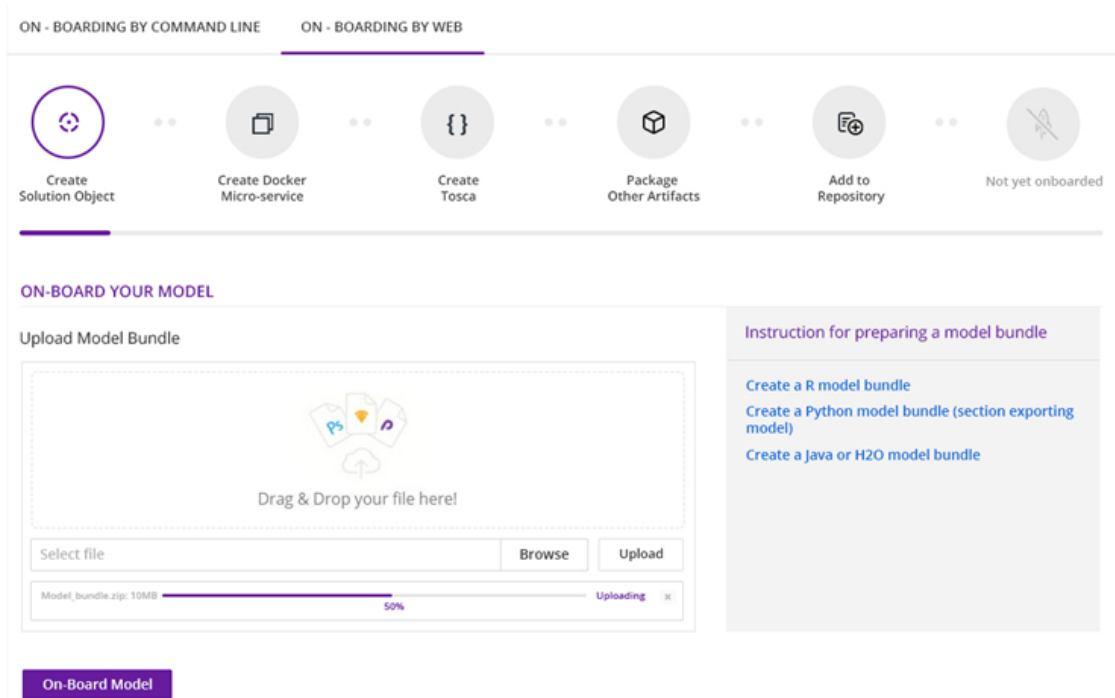 ON - BOARDING BY COMMAND LINE
ON - BOARDING BY WEB
Create
Solution Object
Create Docker
Micro-service
Create
Tosca
Package
Other Artifacts
Add to
Repository
Not yet onboarded
ON-BOARD YOUR MODEL
Upload Model Bundle
Ps
Drag & Drop your file here!
Select file
Browse
Upload
Model_bundle.zip: 10MB
50%
Uploading
x
On-Board Model
Instruction for preparing a model bundle
Create a R model bundle
Create a Python model bundle (section exporting
model)
Create a Java or H2O model bundle